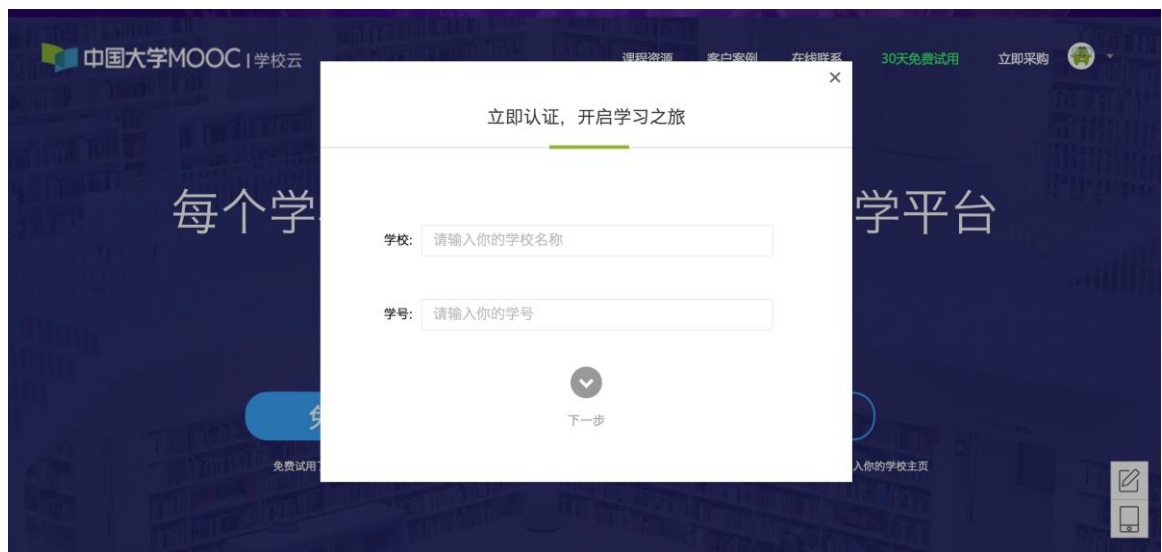 中国大学MOOC | 学校云
课程资源 客户案例 在线联系 30天免费试用 立即采购
立即认证，开启学习之旅
每个学
学平台
学校: 请输入你的学校名称
学号: 请输入你的学号
下一步
免费试用
入你的学校主页